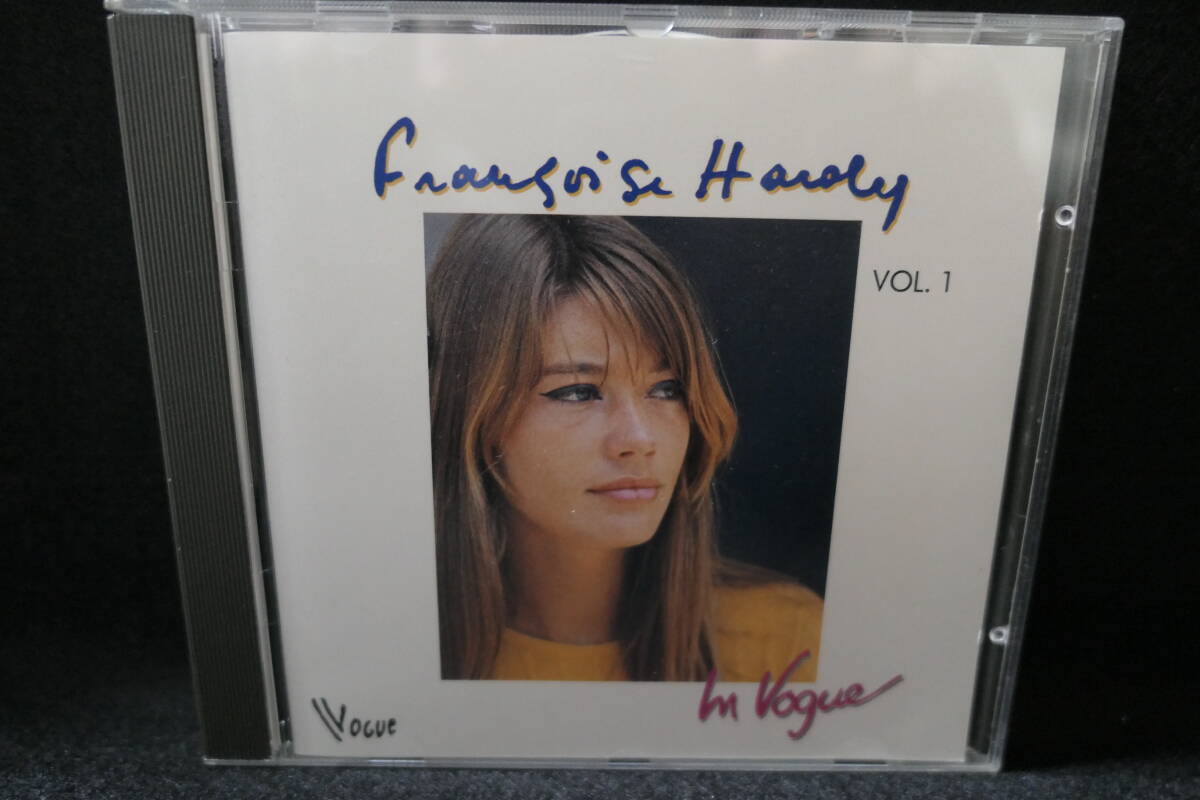 Françoise Hardy
VOL. 1
In Vogue
VOGUE